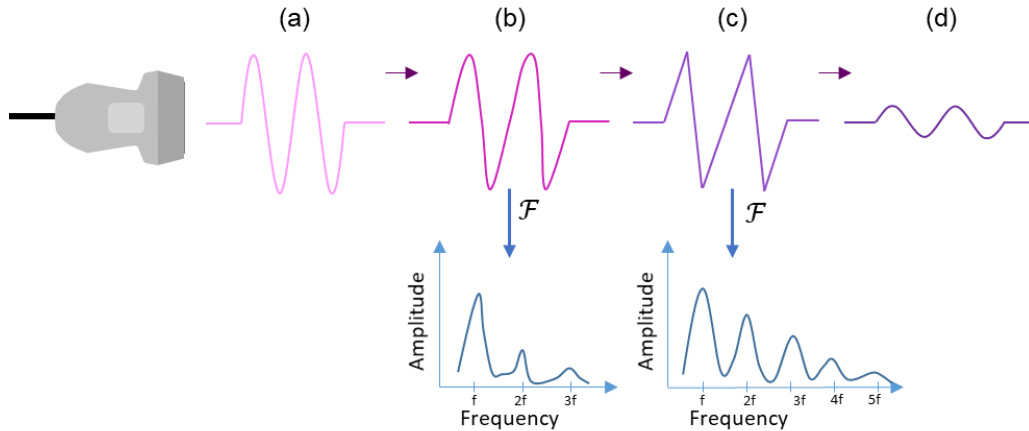 (a) (b) (c) (d)
ℱ ℱ
Amplitude Amplitude
f 2f 3f f 2f 3f 4f 5f
Frequency Frequency